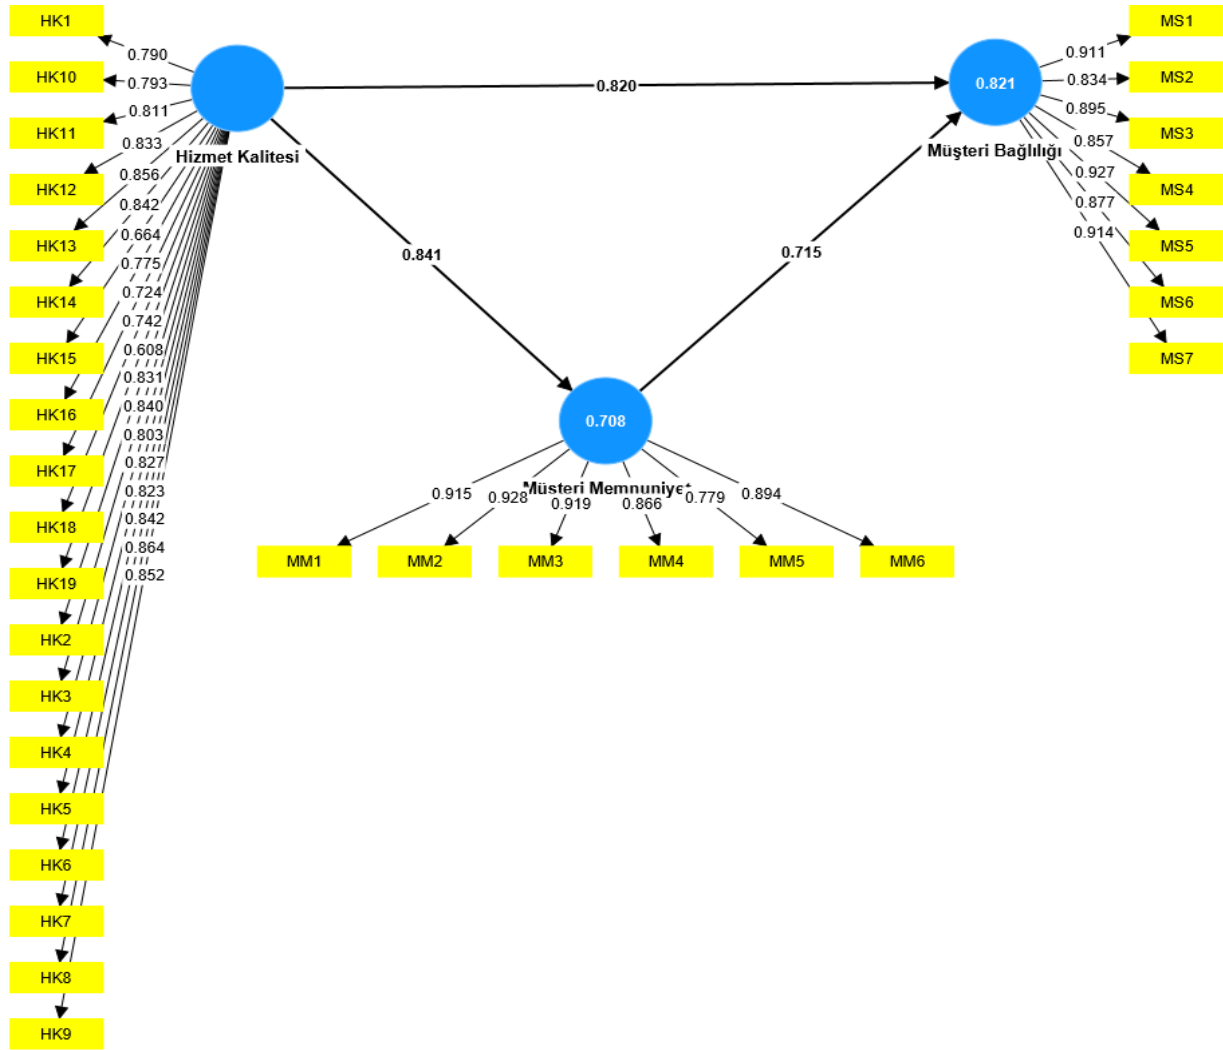 HK1
HK10
HK11
HK12
HK13
HK14
HK15
HK16
HK17
HK18
HK19
HK2
HK3
HK4
HK5
HK6
HK7
HK8
HK9
0.790
0.793
0.811
0.833
0.856
0.842
0.664
0.775
0.724
0.742
0.608
0.831
0.840
0.803
0.827
0.823
0.842
0.864
0.852
Hizmet Kalitesi
0.820
0.841
0.715
0.821
Müşteri Bağlılığı
0.911
0.834
0.895
0.857
0.927
0.877
0.914
MS1
MS2
MS3
MS4
MS5
MS6
MS7
0.708
Müşteri Memnuniyet
0.915
0.928
0.919
0.866
0.779
0.894
MM1
MM2
MM3
MM4
MM5
MM6